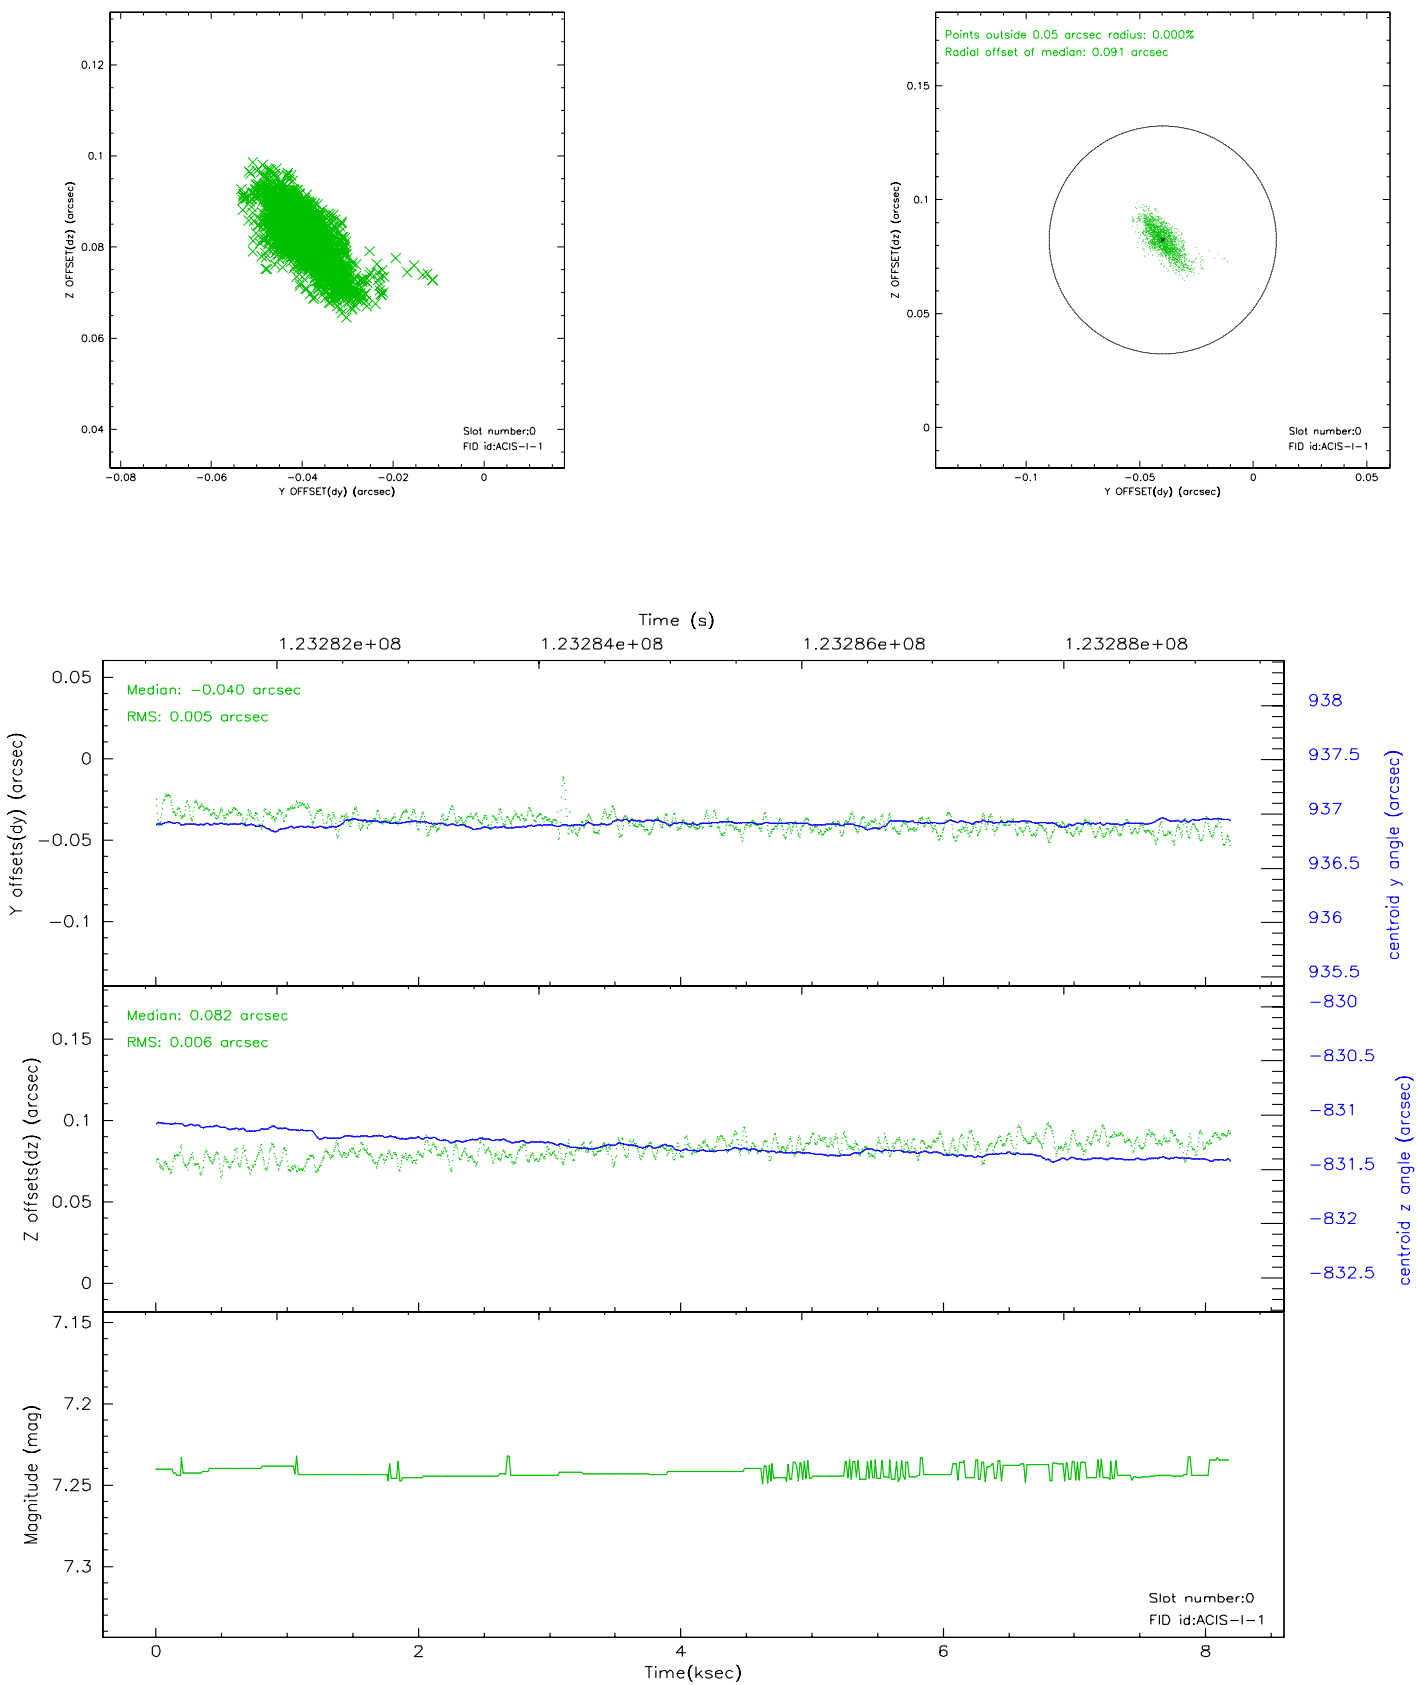 0.12
0.1
0.08
0.06
0.04
Z OFFSET(dz) (arcsec)
Slot number:0
FID id:ACIS-I-1
-0.08
-0.06
-0.04
-0.02
0
Y OFFSET(dy) (arcsec)
Points outside 0.05 arcsec radius: 0.000%
Radial offset of median: 0.091 arcsec
0.15
0.1
0.05
0
Z OFFSET(dz) (arcsec)
Slot number:0
FID id:ACIS-I-1
-0.1
-0.05
0
0.05
Y OFFSET(dy) (arcsec)
Time (s)
1.23282e+08
1.23284e+08
1.23286e+08
1.23288e+08
Median: -0.040 arcsec
RMS: 0.005 arcsec
0.05
0
-0.05
-0.1
Y offsets(dy) (arcsec)
938
937.5
937
936.5
936
935.5
centroid y angle (arcsec)
Median: 0.082 arcsec
RMS: 0.006 arcsec
0.15
0.1
0.05
0
Z offsets(dz) (arcsec)
-830
-830.5
-831
-831.5
-832
-832.5
centroid z angle (arcsec)
7.15
7.2
7.25
7.3
Magnitude (mag)
Slot number:0
FID id:ACIS-I-1
0
2
4
6
8
Time(ksec)